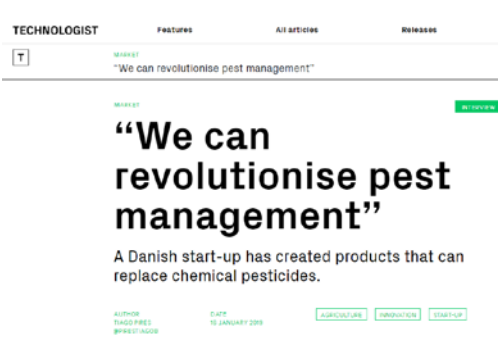 TECHNOLOGIST Features All articles Releases
T
MARKET
“We can revolutionise pest management”
MARKET
INTERVIEW
“We can
revolutionise pest
management”
A Danish start-up has created products that can
replace chemical pesticides.
AUTHOR DATE AGRICULTURE INNOVATION START-UP
TIAGO PIRES JANUARY